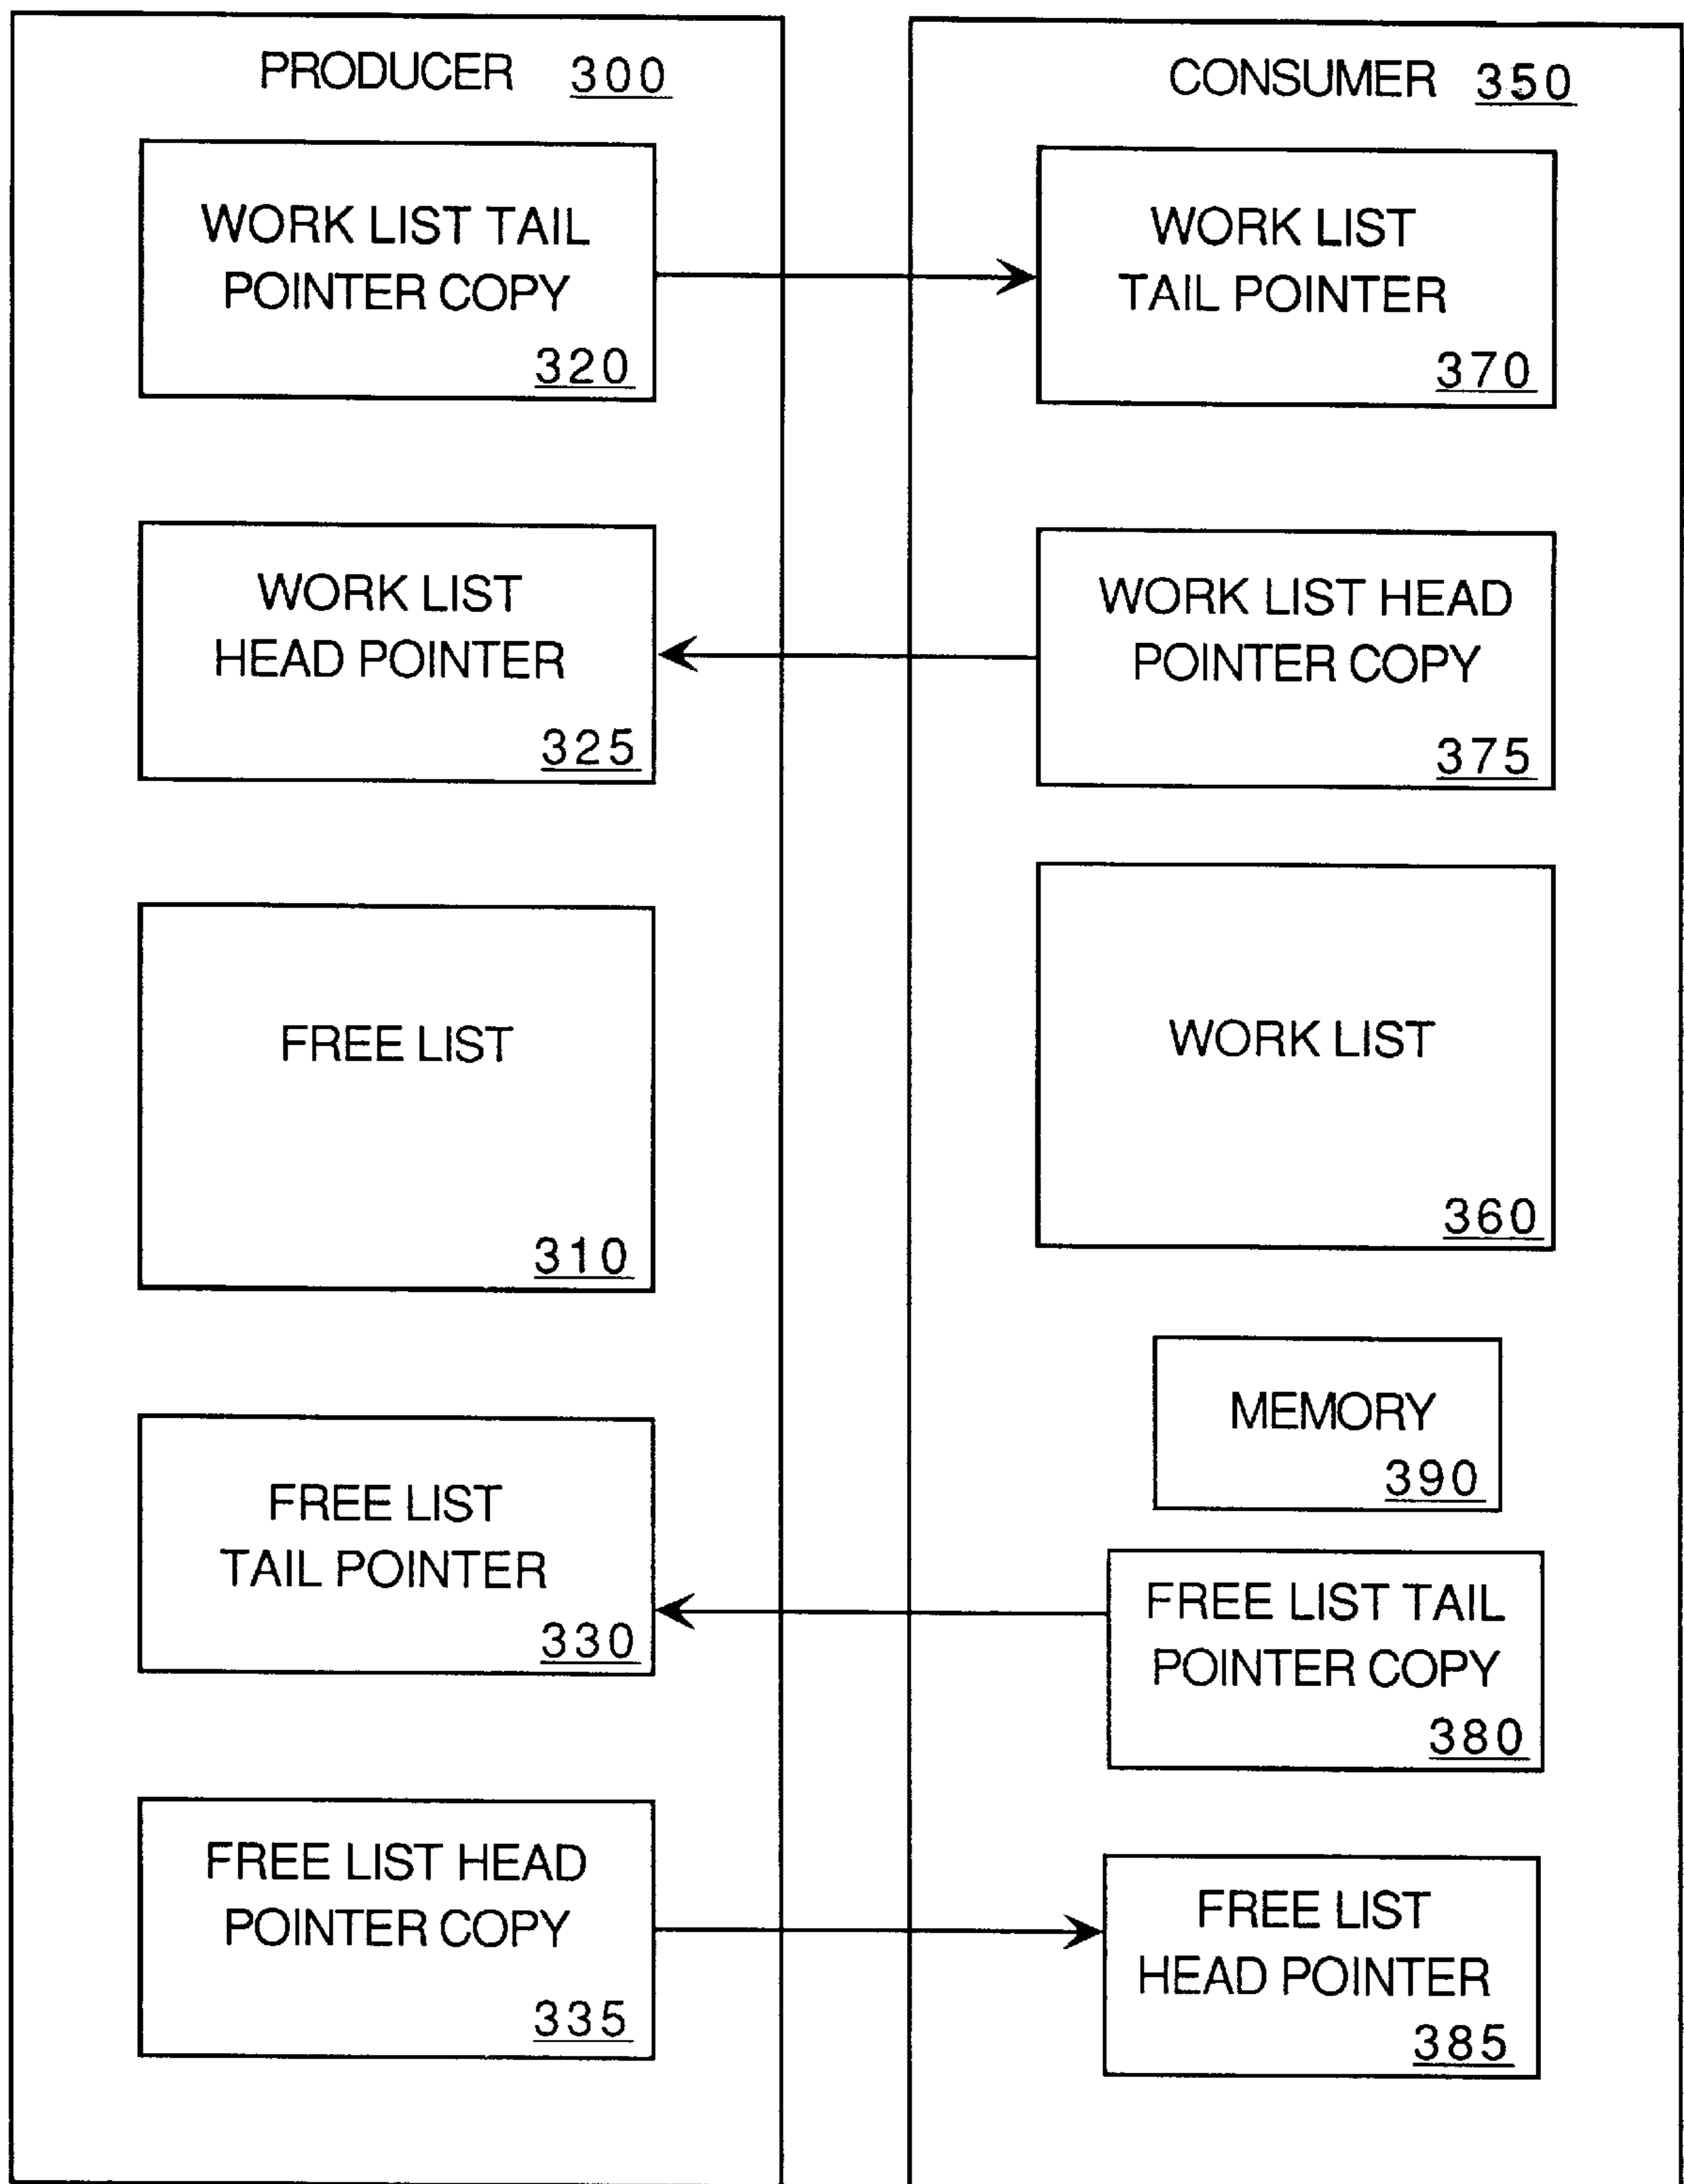 PRODUCER 300
WORK LIST TAIL
POINTER COPY
320
WORK LIST
HEAD POINTER
325
FREE LIST
310
FREE LIST
TAIL POINTER
330
FREE LIST HEAD
POINTER COPY
335
CONSUMER 350
WORK LIST
TAIL POINTER
370
WORK LIST HEAD
POINTER COPY
375
WORK LIST
360
MEMORY
390
FREE LIST TAIL
POINTER COPY
380
FREE LIST
HEAD POINTER
385